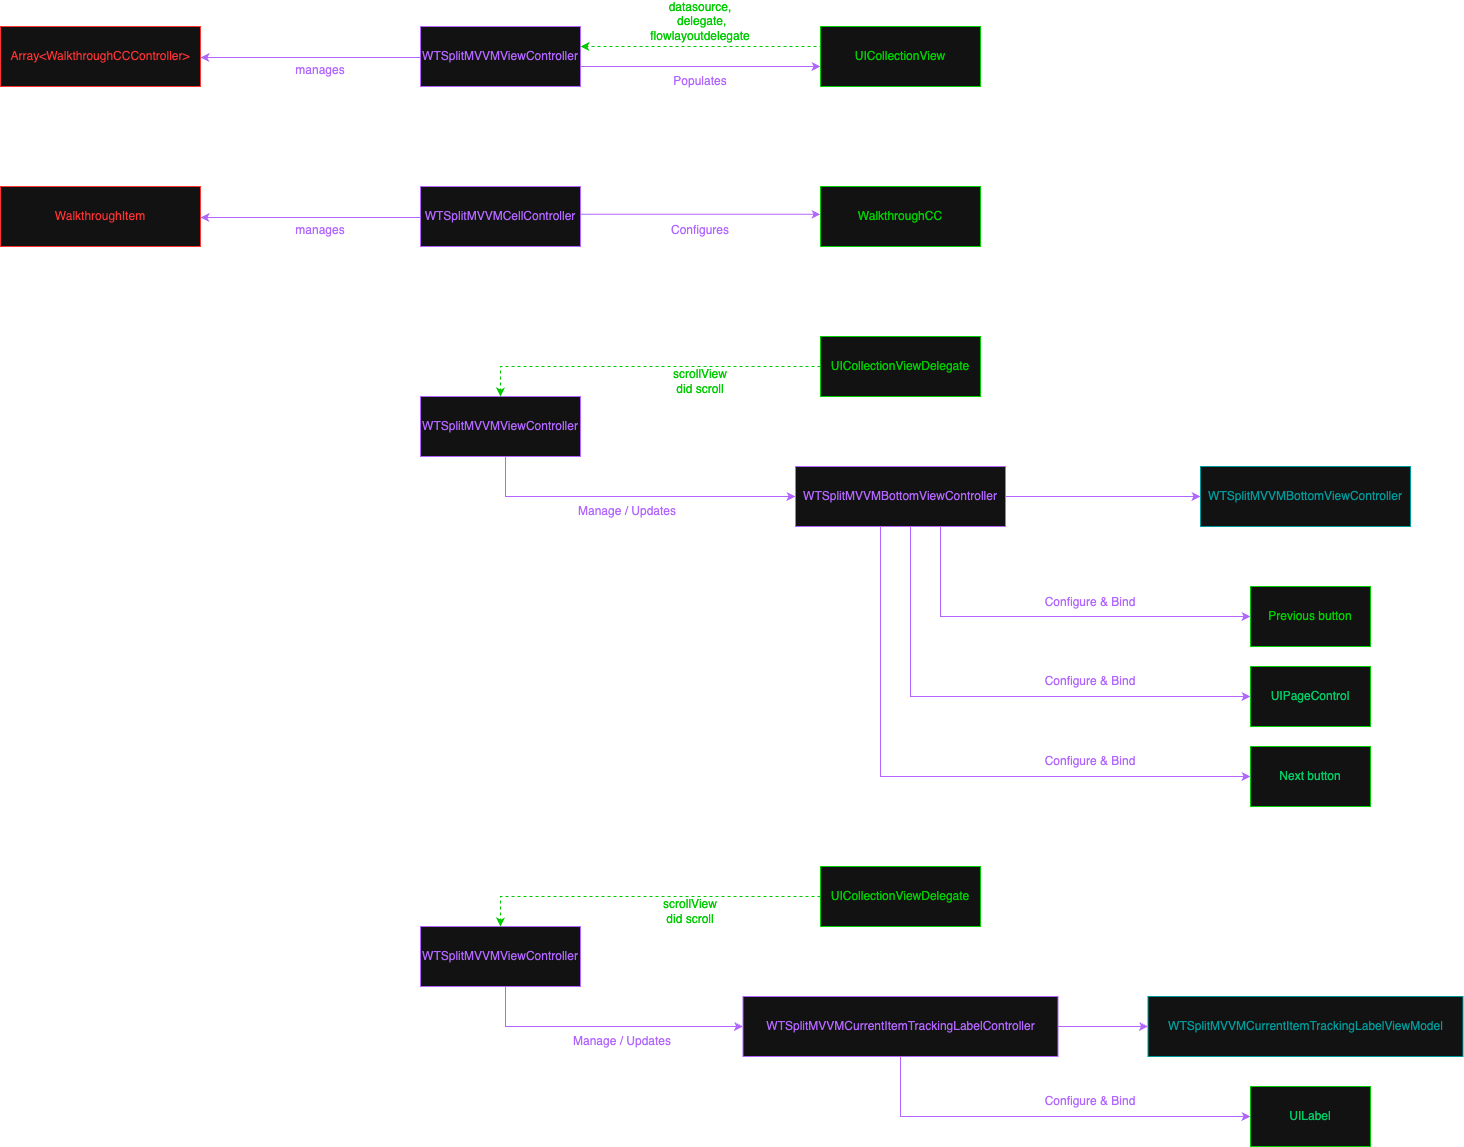 datasource,
delegate,
flowlayoutdelegate
Array<WalkthroughCCController>
manages
WTSplitMVVMViewController
Populates
UICollectionView
WalkthroughItem
manages
WTSplitMVVMCellController
Configures
WalkthroughCC
UICollectionViewDelegate
scrollView
did scroll
WTSplitMVVMViewController
Manage / Updates
WTSplitMVVMBottomViewController
WTSplitMVVMBottomViewController
Configure & Bind
Previous button
Configure & Bind
UIPageControl
Configure & Bind
Next button
UICollectionViewDelegate
scrollView
did scroll
WTSplitMVVMViewController
Manage / Updates
WTSplitMVVMCurrentItemTrackingLabelController
WTSplitMVVMCurrentItemTrackingLabelViewModel
Configure & Bind
UILabel